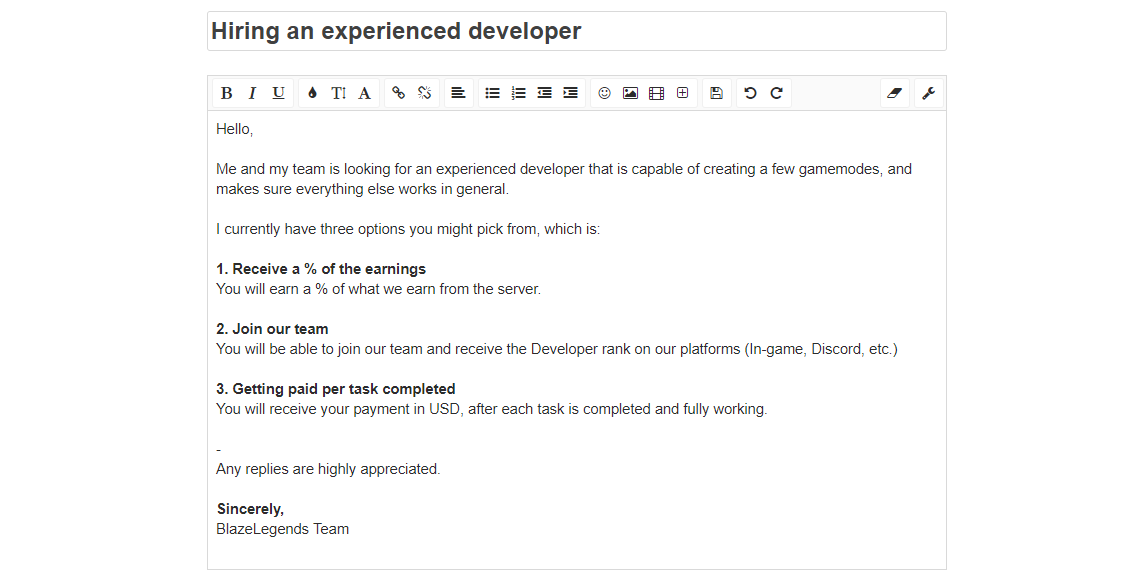 Hiring an experienced developer
B I U TI A
Hello,
Me and my team is looking for an experienced developer that is capable of creating a few gamemodes, and
makes sure everything else works in general.
I currently have three options you might pick from, which is:
1. Receive a % of the earnings
You will earn a % of what we earn from the server.
2. Join our team
You will be able to join our team and receive the Developer rank on our platforms (In-game, Discord, etc.)
3. Getting paid per task completed
You will receive your payment in USD, after each task is completed and fully working.
-
Any replies are highly appreciated.
Sincerely,
BlazeLegends Team